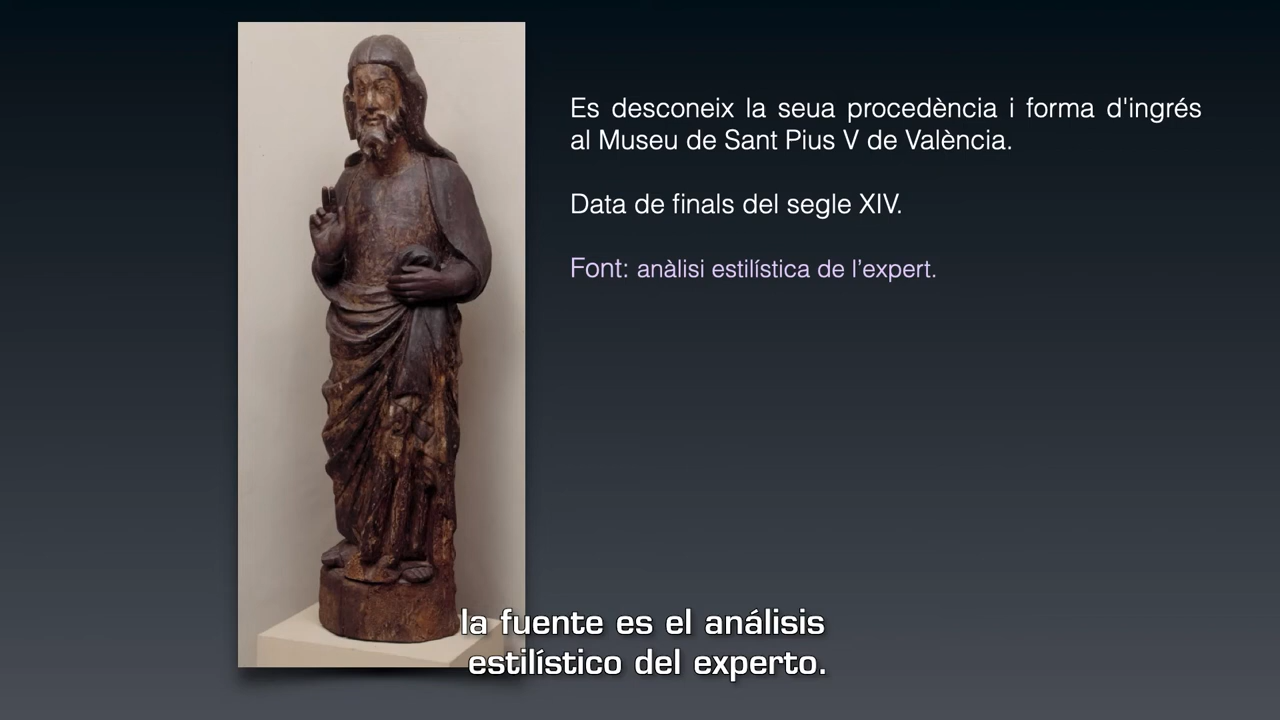 Es desconeix la seua procedència i forma d'ingrés
al Museu de Sant Pius V de València.
Data de finals del segle XIV.
Font: anàlisi estilística de l’expert.
la fuente es el análisis
estilístico del experto.